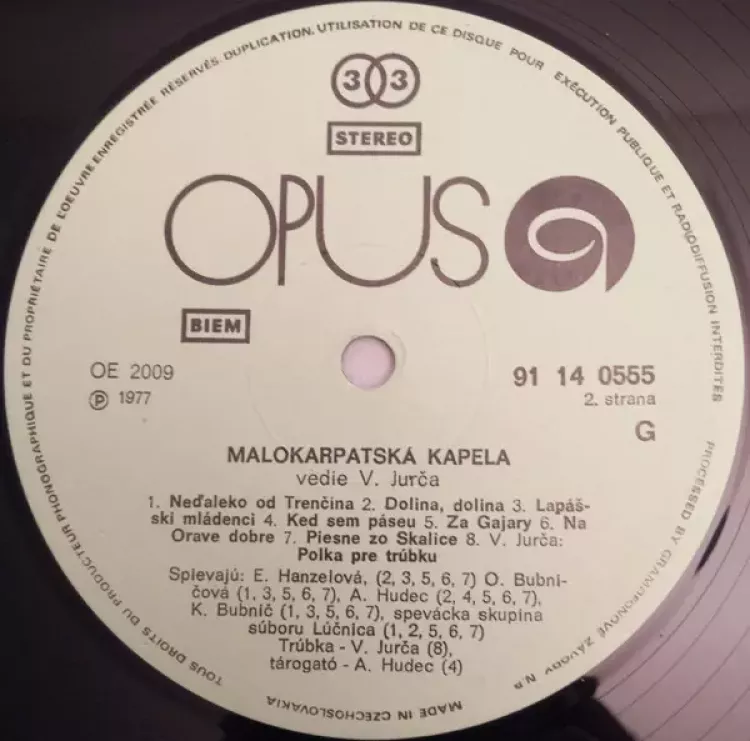 TOUS DROITS DU PRODUCTEUR PHONOGRAPHIQUE ET DU PROPRIÉTAIRE DE L'OEUVRE ENREGISTRÉE RÉSERVÉS. DUPLICATION. UTILISATION DE CE DISQUE POUR EXÉCUTION PUBLIQUE ET RADIODIFFUSION INTERDITES
33
STEREO
OPUS
BIEM
OE 2009
91 14 0555
Ⓟ 1977
2. strana
G
MALOKARPATSKÁ KAPELA
vedie V. Jurča
1. Neďaleko od Trenčína 2. Dolina, dolina 3. Lapáš-
ski mládenci 4. Ked sem páseu 5. Za Gajary 6. Na
Orave dobre 7. Piesne zo Skalice 8. V. Jurča:
Polka pre trúbku
Spievajú: E. Hanzelová, (2, 3, 5, 6, 7) O. Bubni-
čová (1, 3, 5, 6, 7), A. Hudec (2, 4, 5, 6, 7),
K. Bubnič (1, 3, 5, 6, 7), spevácka skupina
súboru Lúčnica (1, 2, 5, 6, 7)
Trúbka - V. Jurča (8),
tárogató - A. Hudec (4)
PROCESSED BY GRAMOFONOVÉ ZÁVODY N.P.
MADE IN CZECHOSLOVAKIA